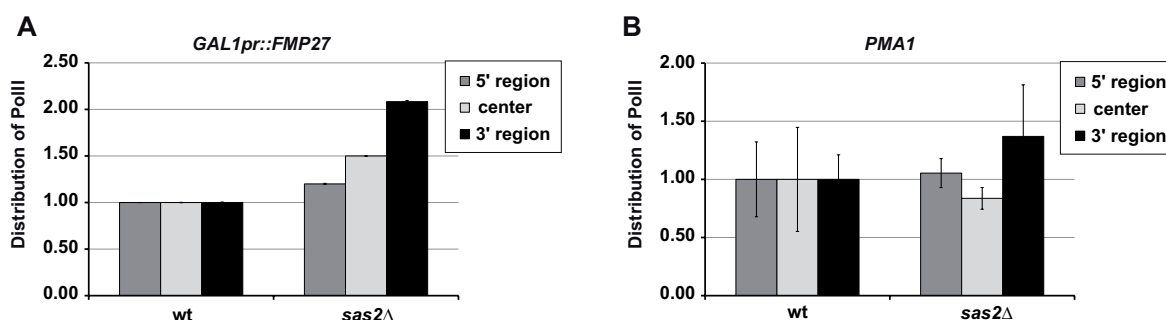 A
GAL1pr::FMP27
Distribution of PolII
2.50
2.00
1.50
1.00
0.50
0.00
wt
sas2Δ
5' region
center
3' region
B
PMA1
Distribution of PolII
2.00
1.50
1.00
0.50
0.00
wt
sas2Δ
5' region
center
3' region